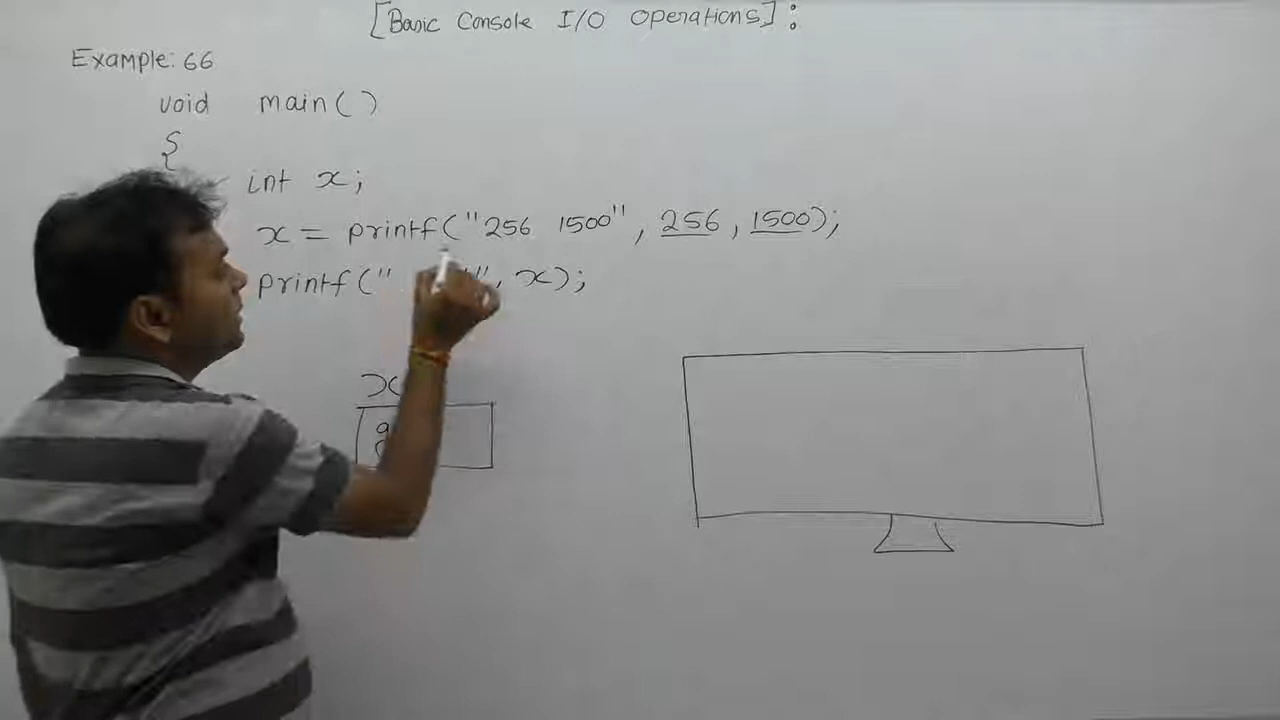 [Basic Console I/O Operations]:
Example: 66
void main()
{
int x;
x = printf("256 1500", 256, 1500);
printf(" ", x);
x